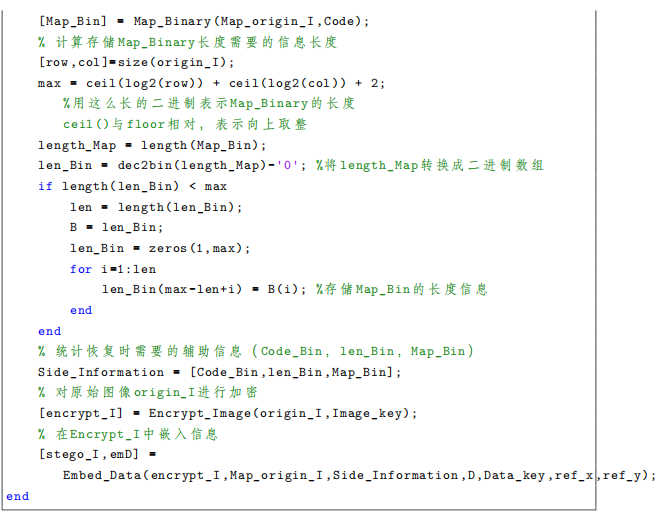 [Map_Bin] = Map_Binary(Map_origin_I,Code);
% 计算存储Map_Binary长度需要的信息长度
[row,col]=size(origin_I);
max = ceil(log2(row)) + ceil(log2(col)) + 2;
%用这么长的二进制表示Map_Binary的长度
ceil()与floor相对，表示向上取整
length_Map = length(Map_Bin);
len_Bin = dec2bin(length_Map)-'0'; %将length_Map转换成二进制数组
if length(len_Bin) < max
len = length(len_Bin);
B = len_Bin;
len_Bin = zeros(1,max);
for i=1:len
len_Bin(max-len+i) = B(i); %存储Map_Bin的长度信息
end
end
% 统计恢复时需要的辅助信息（Code_Bin, len_Bin, Map_Bin）
Side_Information = [Code_Bin,len_Bin,Map_Bin];
% 对原始图像origin_I进行加密
[encrypt_I] = Encrypt_Image(origin_I,Image_key);
% 在Encrypt_I中嵌入信息
[stego_I,emD] =
Embed_Data(encrypt_I,Map_origin_I,Side_Information,D,Data_key,ref_x,ref_y);
end